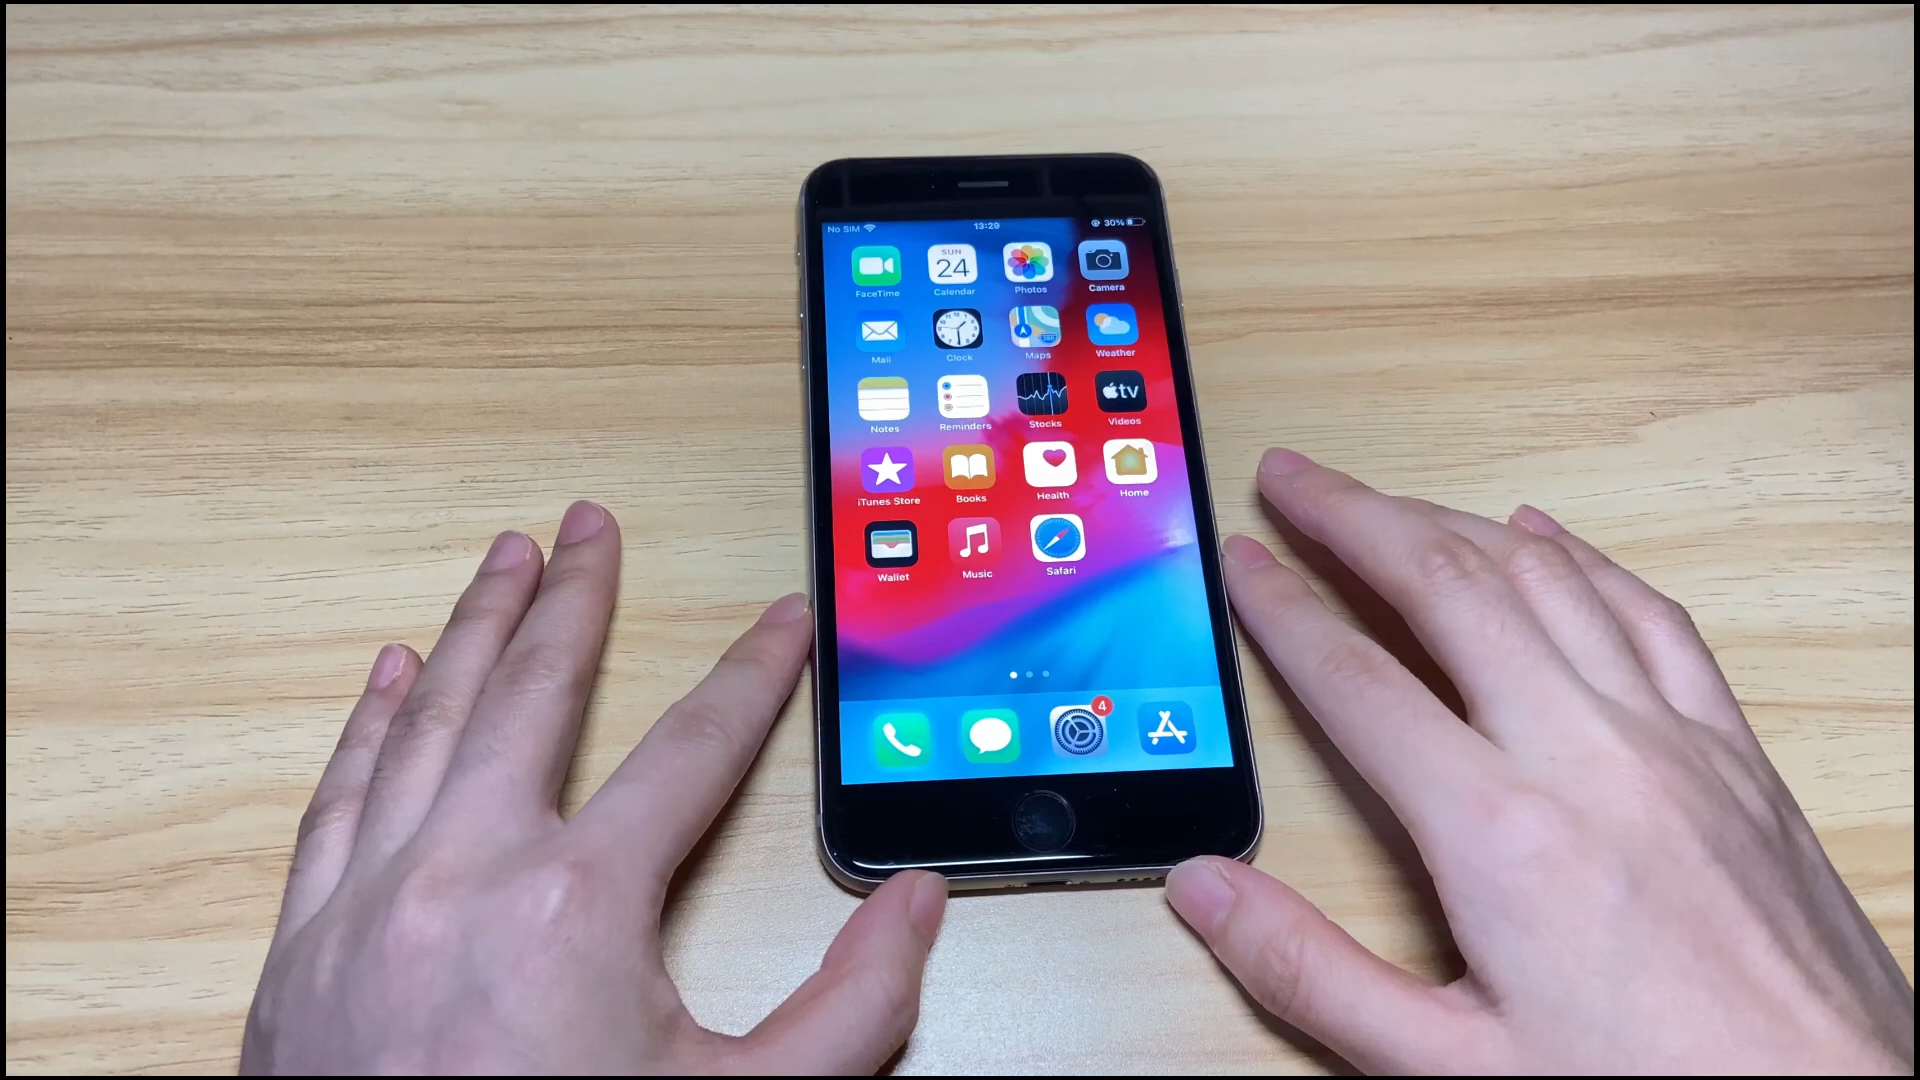 No SIM 13:29 30%
SUN
24
FaceTime Calendar Photos Camera
Mail Clock Maps Weather
tv
Notes Reminders Stocks Videos
iTunes Store Books Health Home
Wallet Music Safari
4